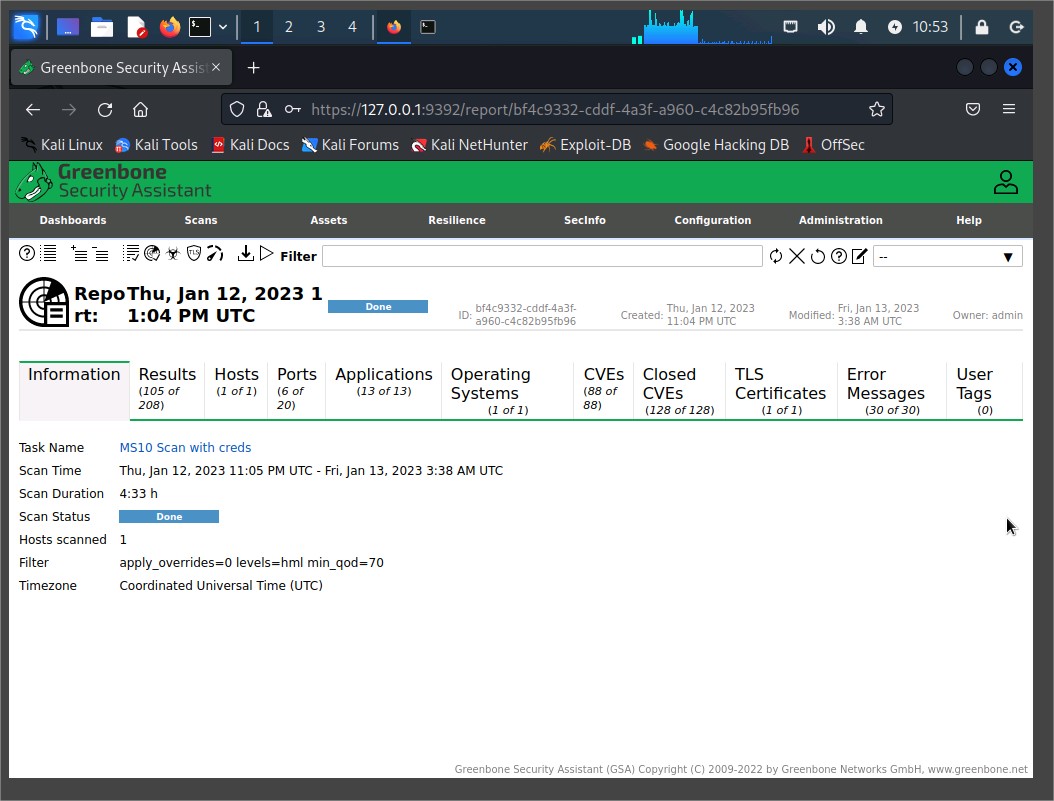 1 2 3 4 10:53
Greenbone Security Assis
https://127.0.0.1:9392/report/bf4c9332-cddf-4a3f-a960-c4c82b95fb96
Kali Linux Kali Tools Kali Docs Kali Forums Kali NetHunter Exploit-DB Google Hacking DB OffSec
Greenbone
Security Assistant
Dashboards Scans Assets Resilience SecInfo Configuration Administration Help
Filter --
Repo
rt:
Thu, Jan 12, 2023 1
1:04 PM UTC
Done
ID: bf4c9332-cddf-4a3f-
a960-c4c82b95fb96
Created: Thu, Jan 12, 2023
11:04 PM UTC
Modified: Fri, Jan 13, 2023
3:38 AM UTC
Owner: admin
Information
Results
(105 of
208)
Hosts
(1 of 1)
Ports
(6 of
20)
Applications
(13 of 13)
Operating
Systems
(1 of 1)
CVEs
(88 of
88)
Closed
CVEs
(128 of 128)
TLS
Certificates
(1 of 1)
Error
Messages
(30 of 30)
User
Tags
(0)
Task Name MS10 Scan with creds
Scan Time Thu, Jan 12, 2023 11:05 PM UTC - Fri, Jan 13, 2023 3:38 AM UTC
Scan Duration 4:33 h
Scan Status Done
Hosts scanned 1
Filter apply_overrides=0 levels=hml min_qod=70
Timezone Coordinated Universal Time (UTC)
Greenbone Security Assistant (GSA) Copyright (C) 2009-2022 by Greenbone Networks GmbH, www.greenbone.net